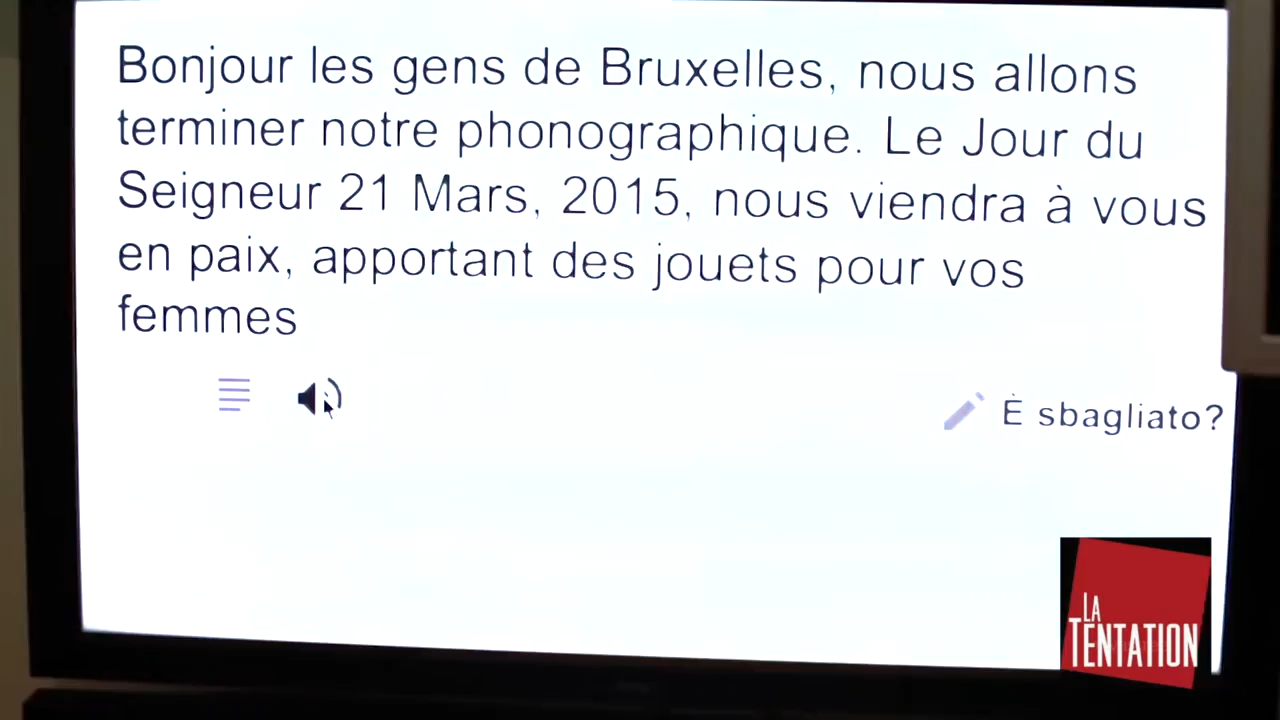 Bonjour les gens de Bruxelles, nous allons
terminer notre phonographique. Le Jour du
Seigneur 21 Mars, 2015, nous viendra à vous
en paix, apportant des jouets pour vos
femmes
È sbagliato?
LA
TENTATION